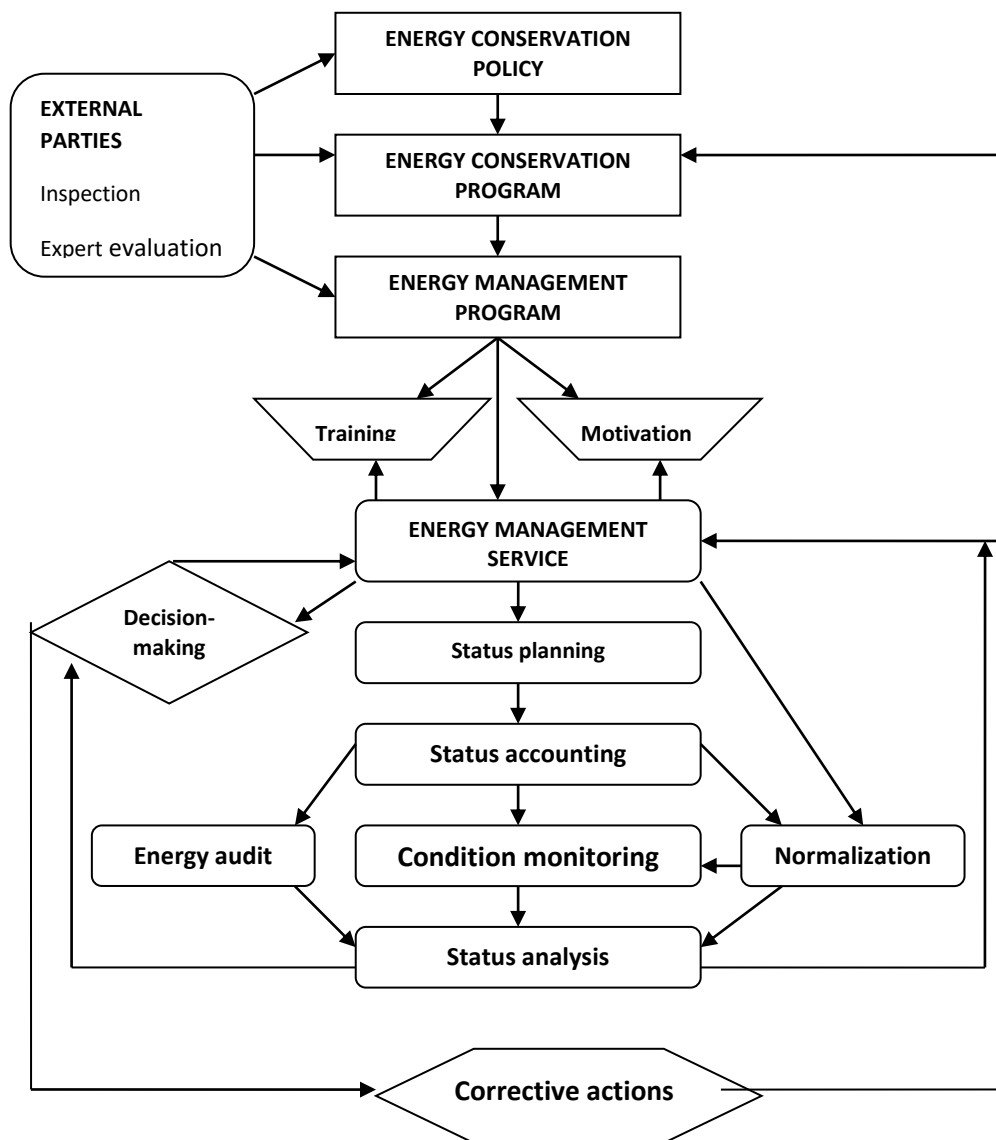 ENERGY CONSERVATION
POLICY
EXTERNAL
PARTIES
Inspection
Expert evaluation
ENERGY CONSERVATION
PROGRAM
ENERGY MANAGEMENT
PROGRAM
Training
Motivation
ENERGY MANAGEMENT
SERVICE
Decision-
making
Status planning
Status accounting
Energy audit
Condition monitoring
Normalization
Status analysis
Corrective actions